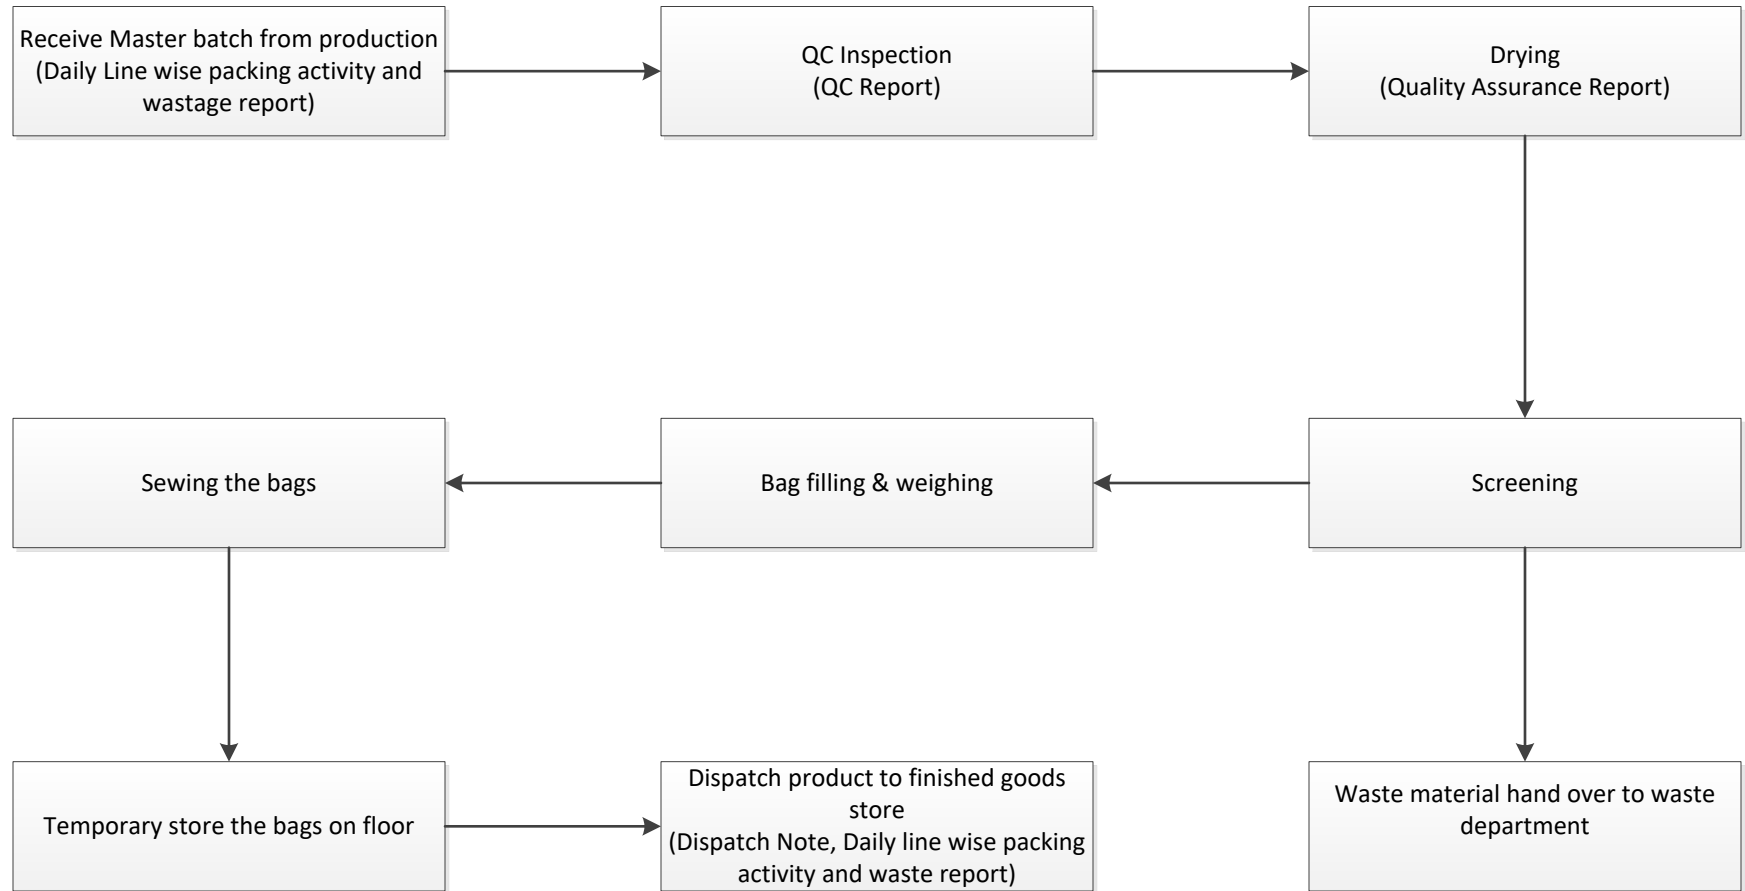 Receive Master batch from production
(Daily Line wise packing activity and
wastage report)
QC Inspection
(QC Report)
Drying
(Quality Assurance Report)
Sewing the bags
Bag filling & weighing
Screening
Temporary store the bags on floor
Dispatch product to finished goods
store
(Dispatch Note, Daily line wise packing
activity and waste report)
Waste material hand over to waste
department